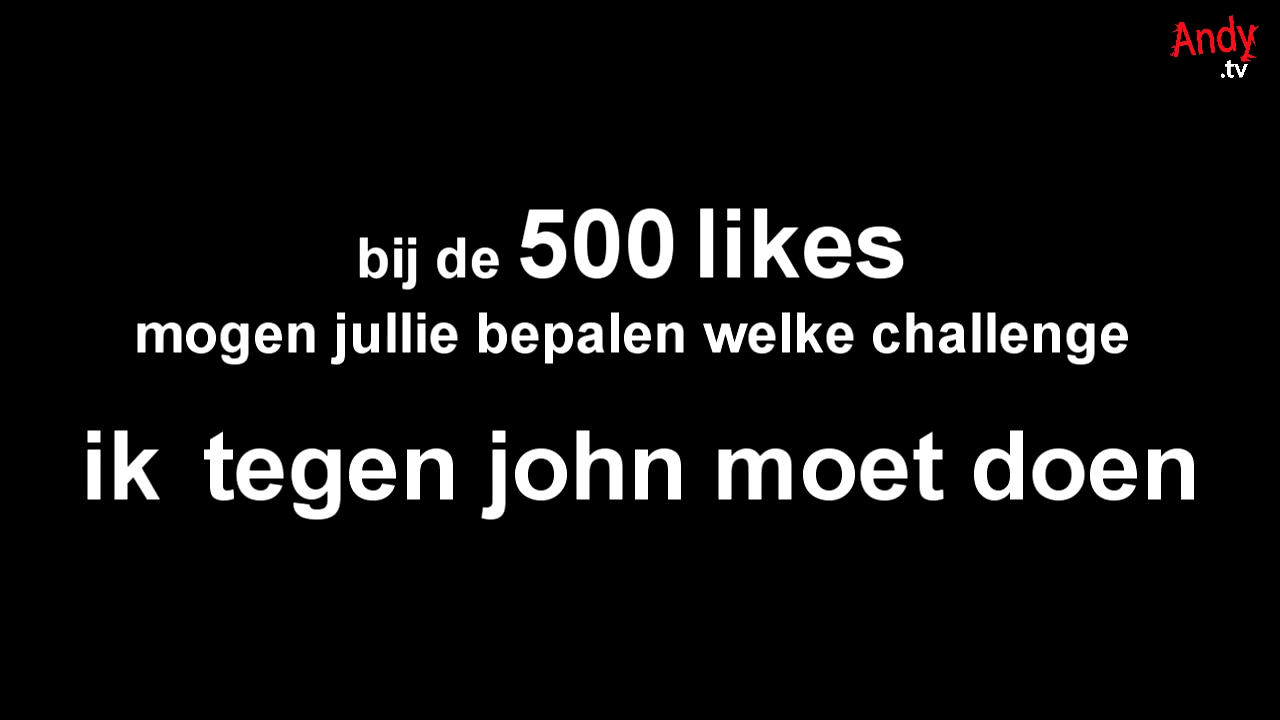 Andy
.tv
bij de 500 likes
mogen jullie bepalen welke challenge
ik tegen john moet doen